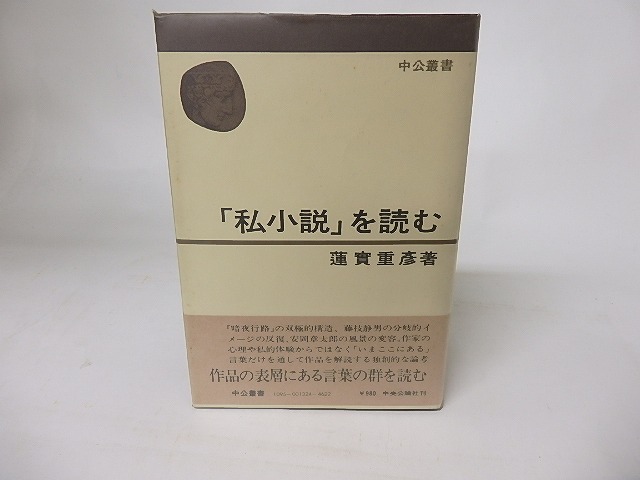 中公叢書
「私小説」を読む
蓮實重彥著
「暗夜行路」の双極的構造、藤枝静男の分岐的イ
メージの反復、安岡章太郎の風景の変容。作家の
心理や私的体験からではなく「いまここにある」
言葉だけを通して作品を解読する独創的な論考
作品の表層にある言葉の群を読む
中公叢書 1395-001324-4622 ￥980 中央公論社刊